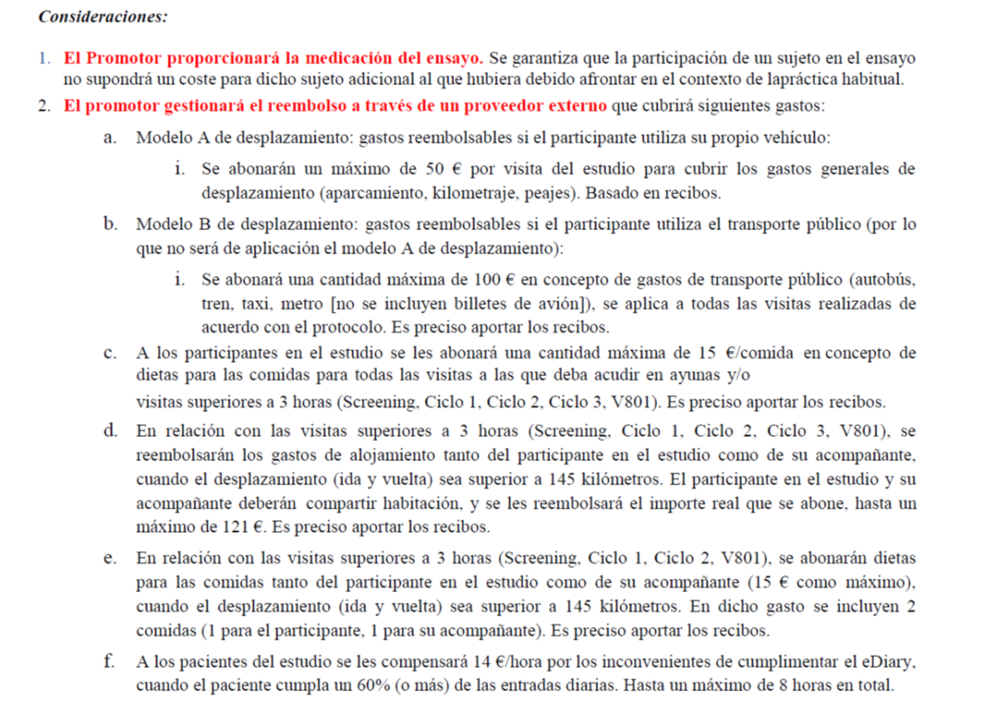 Consideraciones:
1. El Promotor proporcionará la medicación del ensayo. Se garantiza que la participación de un sujeto en el ensayo
no supondrá un coste para dicho sujeto adicional al que hubiera debido afrontar en el contexto de lapráctica habitual.
2. El promotor gestionará el reembolso a través de un proveedor externo que cubrirá siguientes gastos:
a. Modelo A de desplazamiento: gastos reembolsables si el participante utiliza su propio vehículo:
i. Se abonarán un máximo de 50 € por visita del estudio para cubrir los gastos generales de
desplazamiento (aparcamiento, kilometraje, peajes). Basado en recibos.
b. Modelo B de desplazamiento: gastos reembolsables si el participante utiliza el transporte público (por lo
que no será de aplicación el modelo A de desplazamiento):
i. Se abonará una cantidad máxima de 100 € en concepto de gastos de transporte público (autobús,
tren, taxi, metro [no se incluyen billetes de avión]), se aplica a todas las visitas realizadas de
acuerdo con el protocolo. Es preciso aportar los recibos.
c. A los participantes en el estudio se les abonará una cantidad máxima de 15 €/comida en concepto de
dietas para las comidas para todas las visitas a las que deba acudir en ayunas y/o
visitas superiores a 3 horas (Screening, Ciclo 1, Ciclo 2, Ciclo 3, V801). Es preciso aportar los recibos.
d. En relación con las visitas superiores a 3 horas (Screening, Ciclo 1, Ciclo 2, Ciclo 3, V801), se
reembolsarán los gastos de alojamiento tanto del participante en el estudio como de su acompañante,
cuando el desplazamiento (ida y vuelta) sea superior a 145 kilómetros. El participante en el estudio y su
acompañante deberán compartir habitación, y se les reembolsará el importe real que se abone, hasta un
máximo de 121 €. Es preciso aportar los recibos.
e. En relación con las visitas superiores a 3 horas (Screening, Ciclo 1, Ciclo 2, V801), se abonarán dietas
para las comidas tanto del participante en el estudio como de su acompañante (15 € como máximo),
cuando el desplazamiento (ida y vuelta) sea superior a 145 kilómetros. En dicho gasto se incluyen 2
comidas (1 para el participante, 1 para su acompañante). Es preciso aportar los recibos.
f. A los pacientes del estudio se les compensará 14 €/hora por los inconvenientes de cumplimentar el eDiary,
cuando el paciente cumpla un 60% (o más) de las entradas diarias. Hasta un máximo de 8 horas en total.